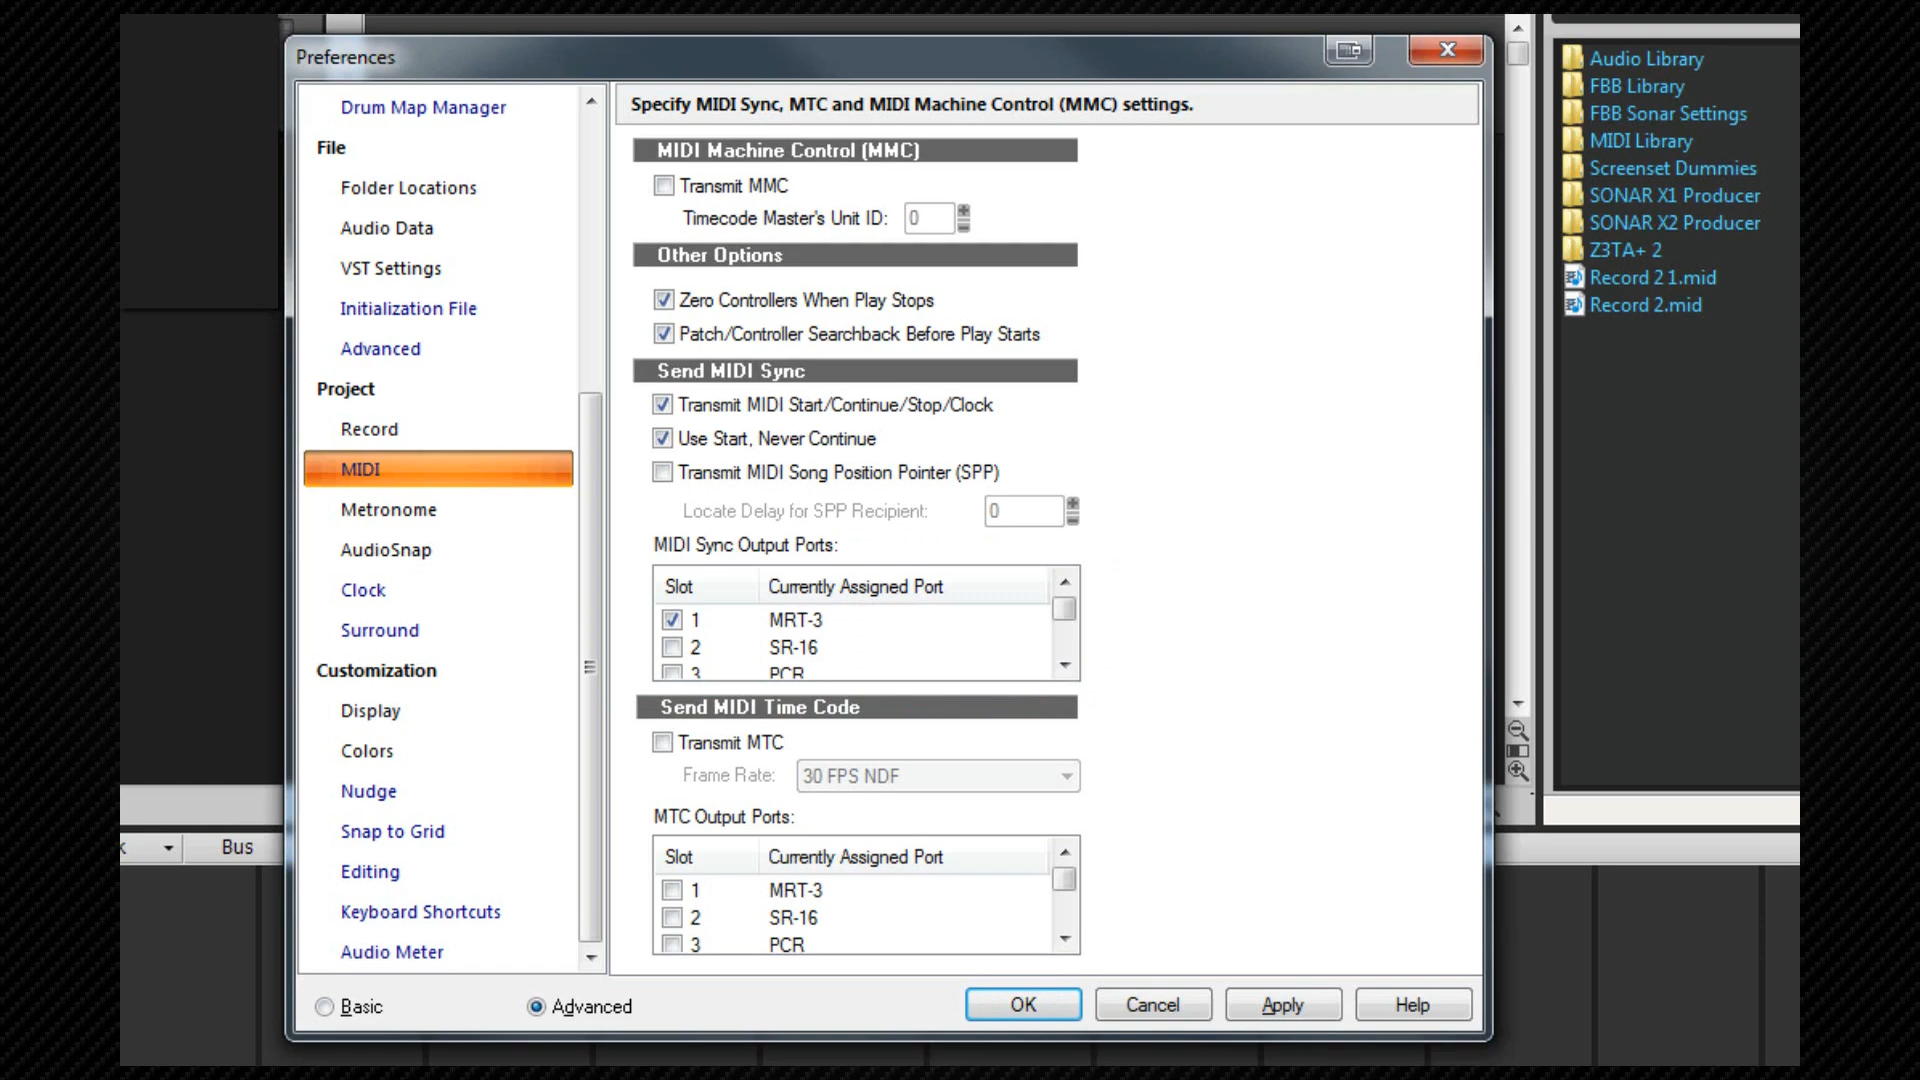 Preferences
Drum Map Manager
File
Folder Locations
Audio Data
VST Settings
Initialization File
Advanced
Project
Record
MIDI
Metronome
AudioSnap
Clock
Surround
Customization
Display
Colors
Nudge
Snap to Grid
Editing
Keyboard Shortcuts
Audio Meter
Basic
Advanced
Specify MIDI Sync, MTC and MIDI Machine Control (MMC) settings.
MIDI Machine Control (MMC)
Transmit MMC
Timecode Master's Unit ID: 0
Other Options
Zero Controllers When Play Stops
Patch/Controller Searchback Before Play Starts
Send MIDI Sync
Transmit MIDI Start/Continue/Stop/Clock
Use Start, Never Continue
Transmit MIDI Song Position Pointer (SPP)
Locate Delay for SPP Recipient: 0
MIDI Sync Output Ports:
Slot Currently Assigned Port
1 MRT-3
2 SR-16
3 PCR
Send MIDI Time Code
Transmit MTC
Frame Rate: 30 FPS NDF
MTC Output Ports:
Slot Currently Assigned Port
1 MRT-3
2 SR-16
3 PCR
OK Cancel Apply Help
Audio Library
FBB Library
FBB Sonar Settings
MIDI Library
Screenset Dummies
SONAR X1 Producer
SONAR X2 Producer
Z3TA+ 2
Record 2 1.mid
Record 2.mid
Bus